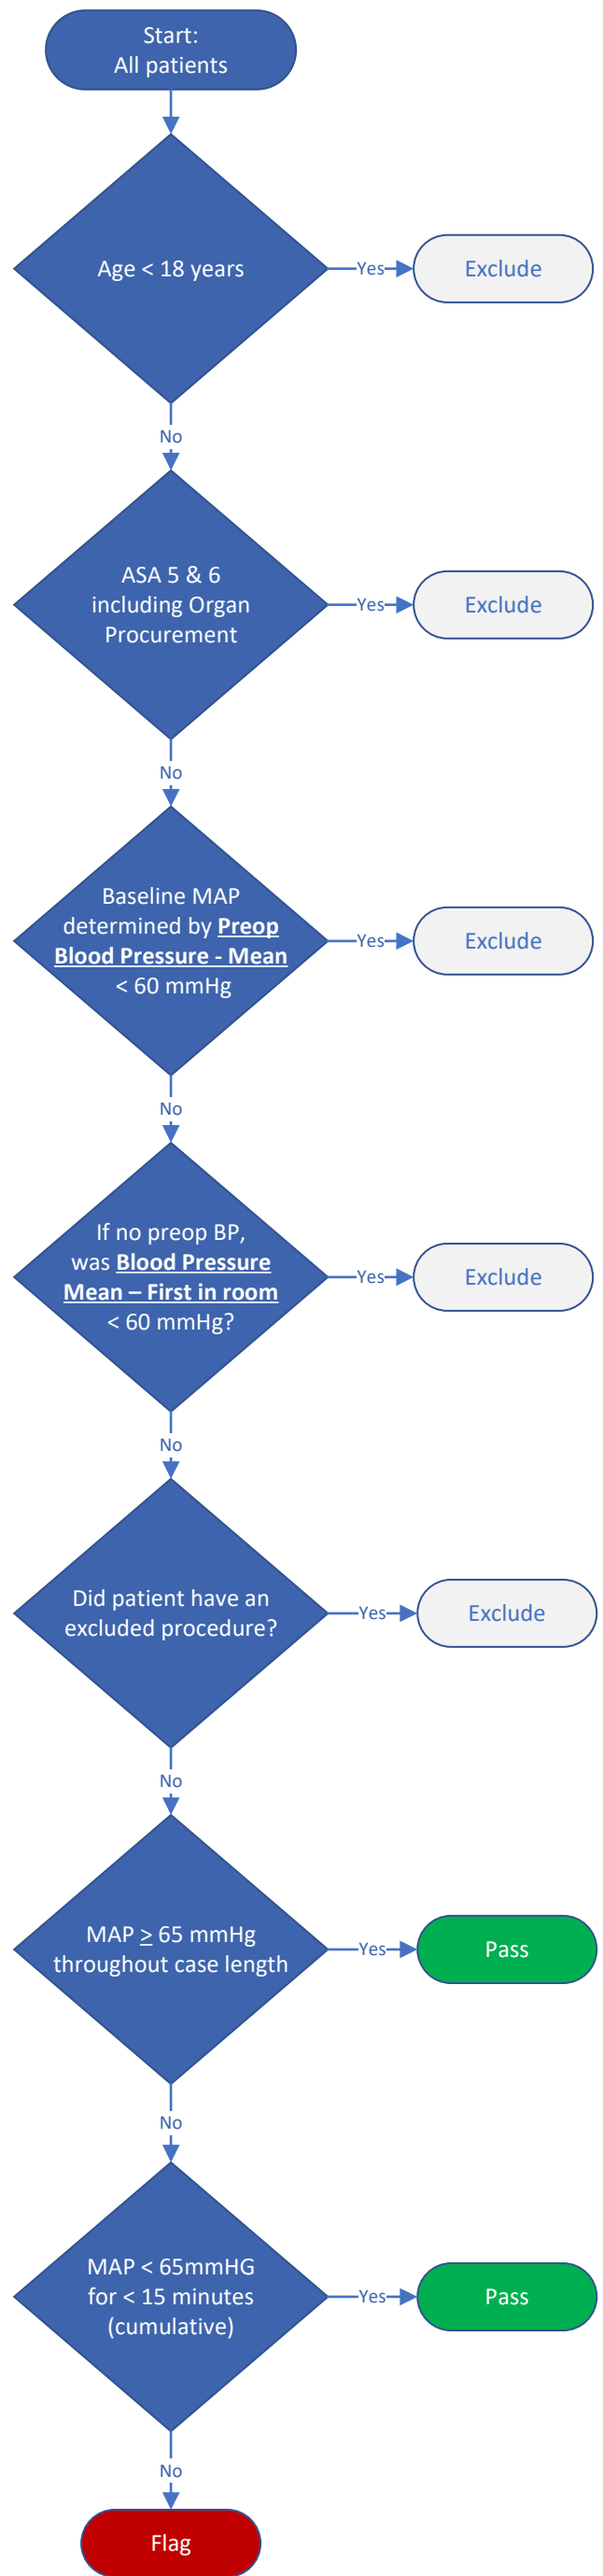 Start:
All patients
Age < 18 years
Yes
Exclude
No
ASA 5 & 6
including Organ
Procurement
Yes
Exclude
No
Baseline MAP
determined by Preop
Blood Pressure - Mean
< 60 mmHg
Yes
Exclude
No
If no preop BP,
was Blood Pressure
Mean – First in room
< 60 mmHg?
Yes
Exclude
No
Did patient have an
excluded procedure?
Yes
Exclude
No
MAP ≥ 65 mmHg
throughout case length
Yes
Pass
No
MAP < 65mmHG
for < 15 minutes
(cumulative)
Yes
Pass
No
Flag